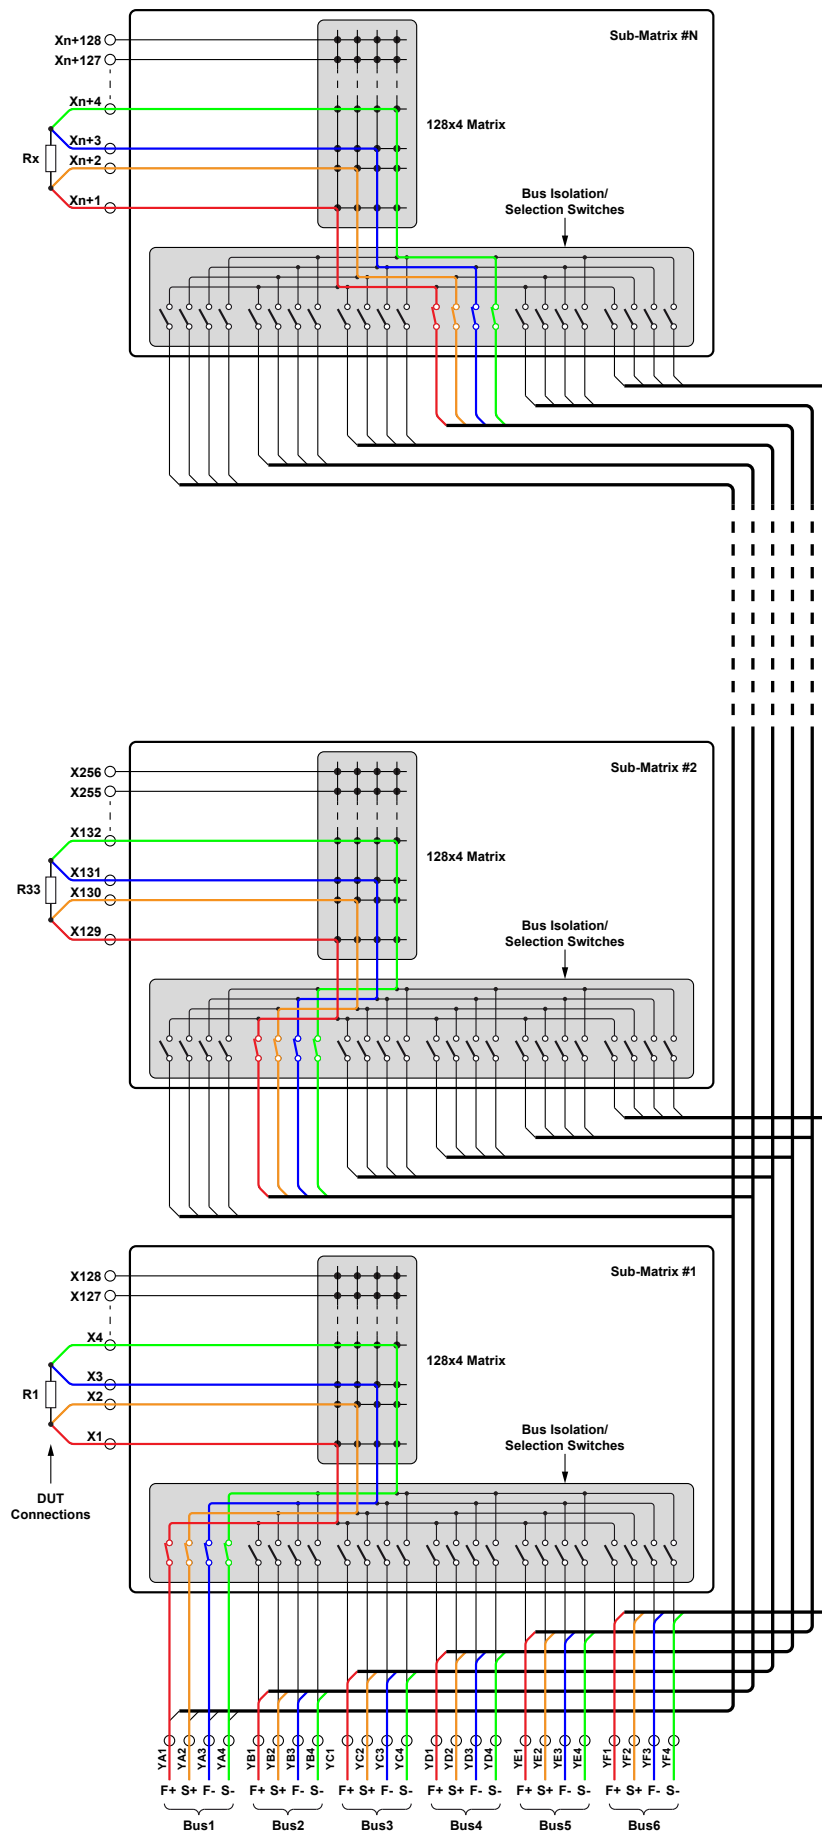 Sub-Matrix #N
Xn+128
Xn+127
Xn+4
128x4 Matrix
Xn+3
Rx
Xn+2
Xn+1
Bus Isolation/
Selection Switches
Sub-Matrix #2
X256
X255
X132
128x4 Matrix
X131
R33
X130
X129
Bus Isolation/
Selection Switches
Sub-Matrix #1
X128
X127
X4
128x4 Matrix
X3
R1
X2
X1
Bus Isolation/
Selection Switches
DUT
Connections
YA1 YA2 YA3 YA4 YB1 YB2 YB3 YB4 YC1 YC2 YC3 YC4 YD1 YD2 YD3 YD4 YE1 YE2 YE3 YE4 YF1 YF2 YF3 YF4
F+ S+ F- S- F+ S+ F- S- F+ S+ F- S- F+ S+ F- S- F+ S+ F- S- F+ S+ F- S-
Bus1 Bus2 Bus3 Bus4 Bus5 Bus6